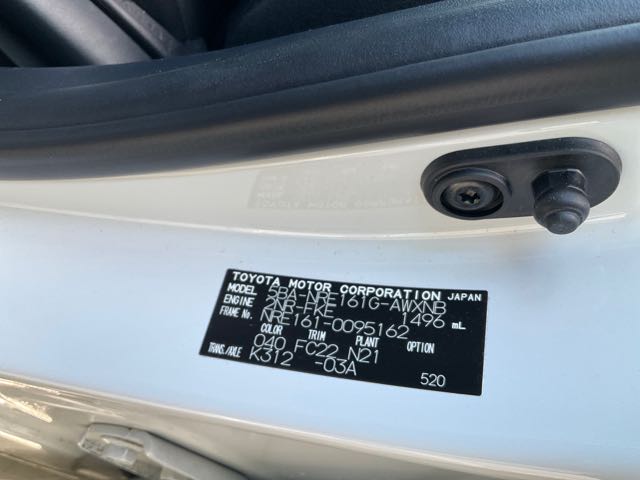 TOYOTA MOTOR CORPORATION JAPAN
MODEL 5BA-NRE161G-AWXNB
ENGINE 2NR-FKE 1496 mL
FRAME No. NRE161-0095162
COLOR TRIM PLANT OPTION
040 FC22 N21
TRANS./AXLE K312 -03A
520